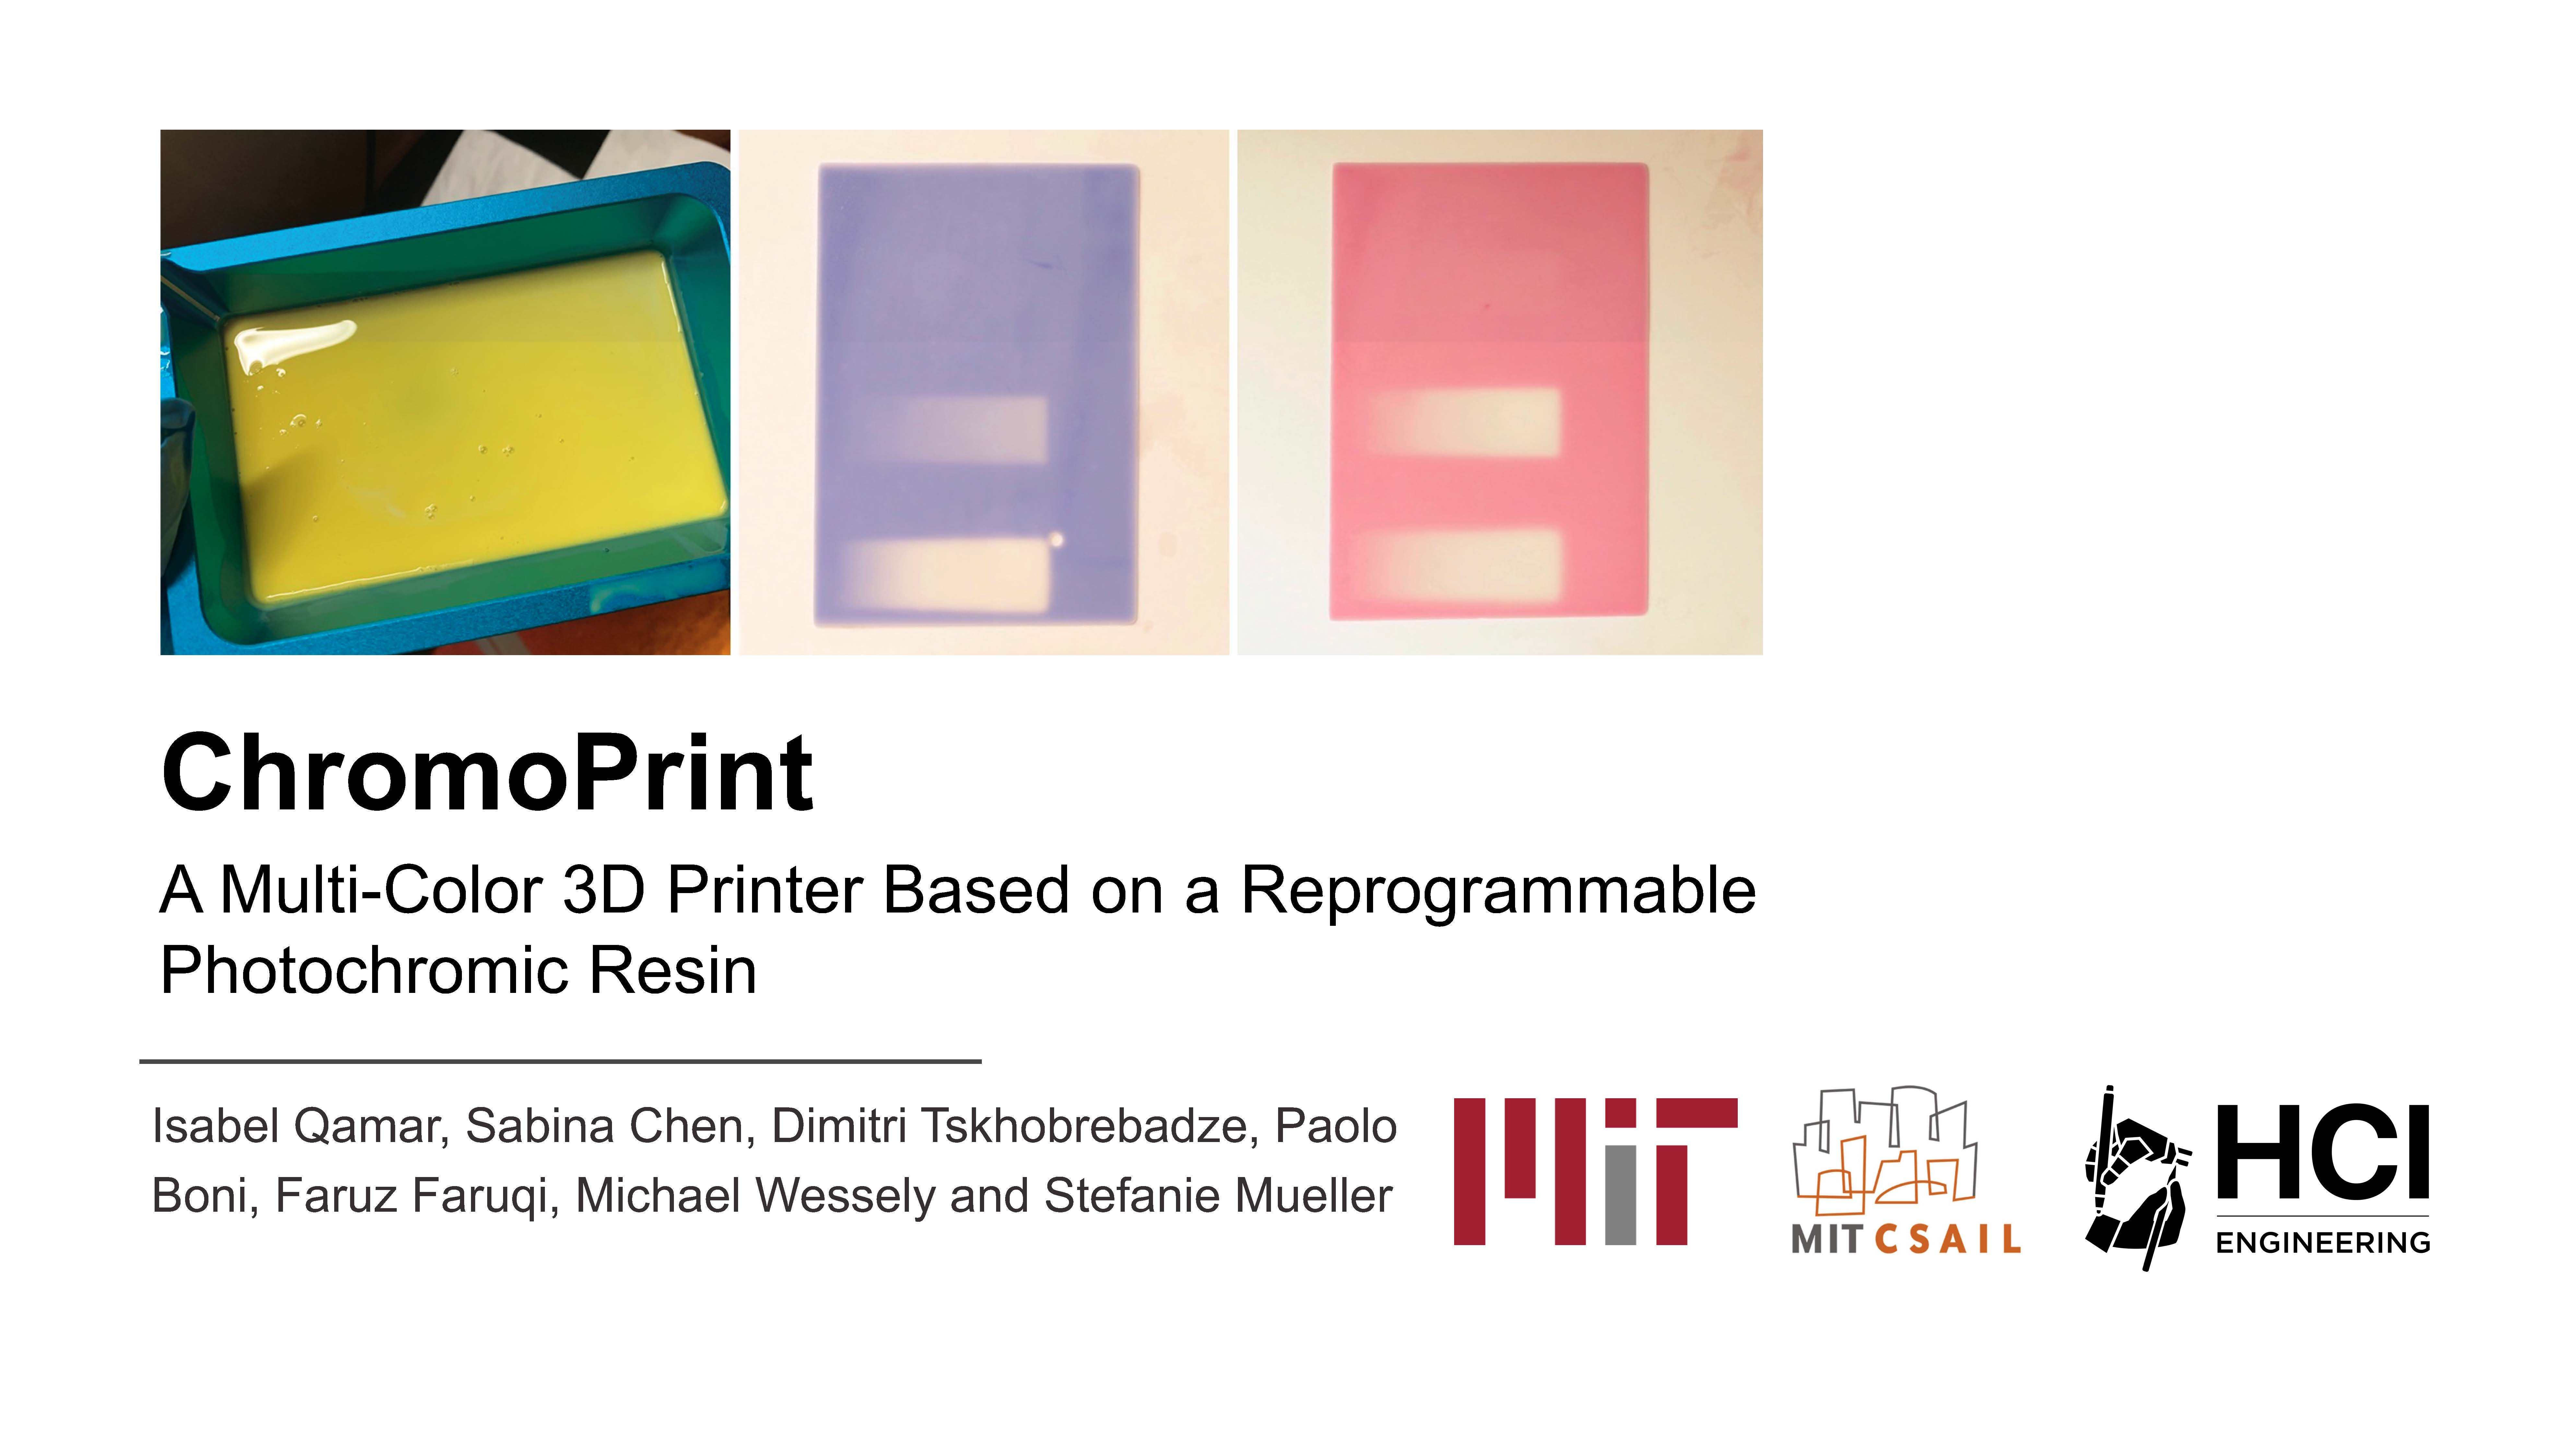 ChromoPrint
A Multi-Color 3D Printer Based on a Reprogrammable
Photochromic Resin
Isabel Qamar, Sabina Chen, Dimitri Tskhobrebadze, Paolo
Boni, Faruz Faruqi, Michael Wessely and Stefanie Mueller
MIT
MIT CSAIL
HCI
ENGINEERING